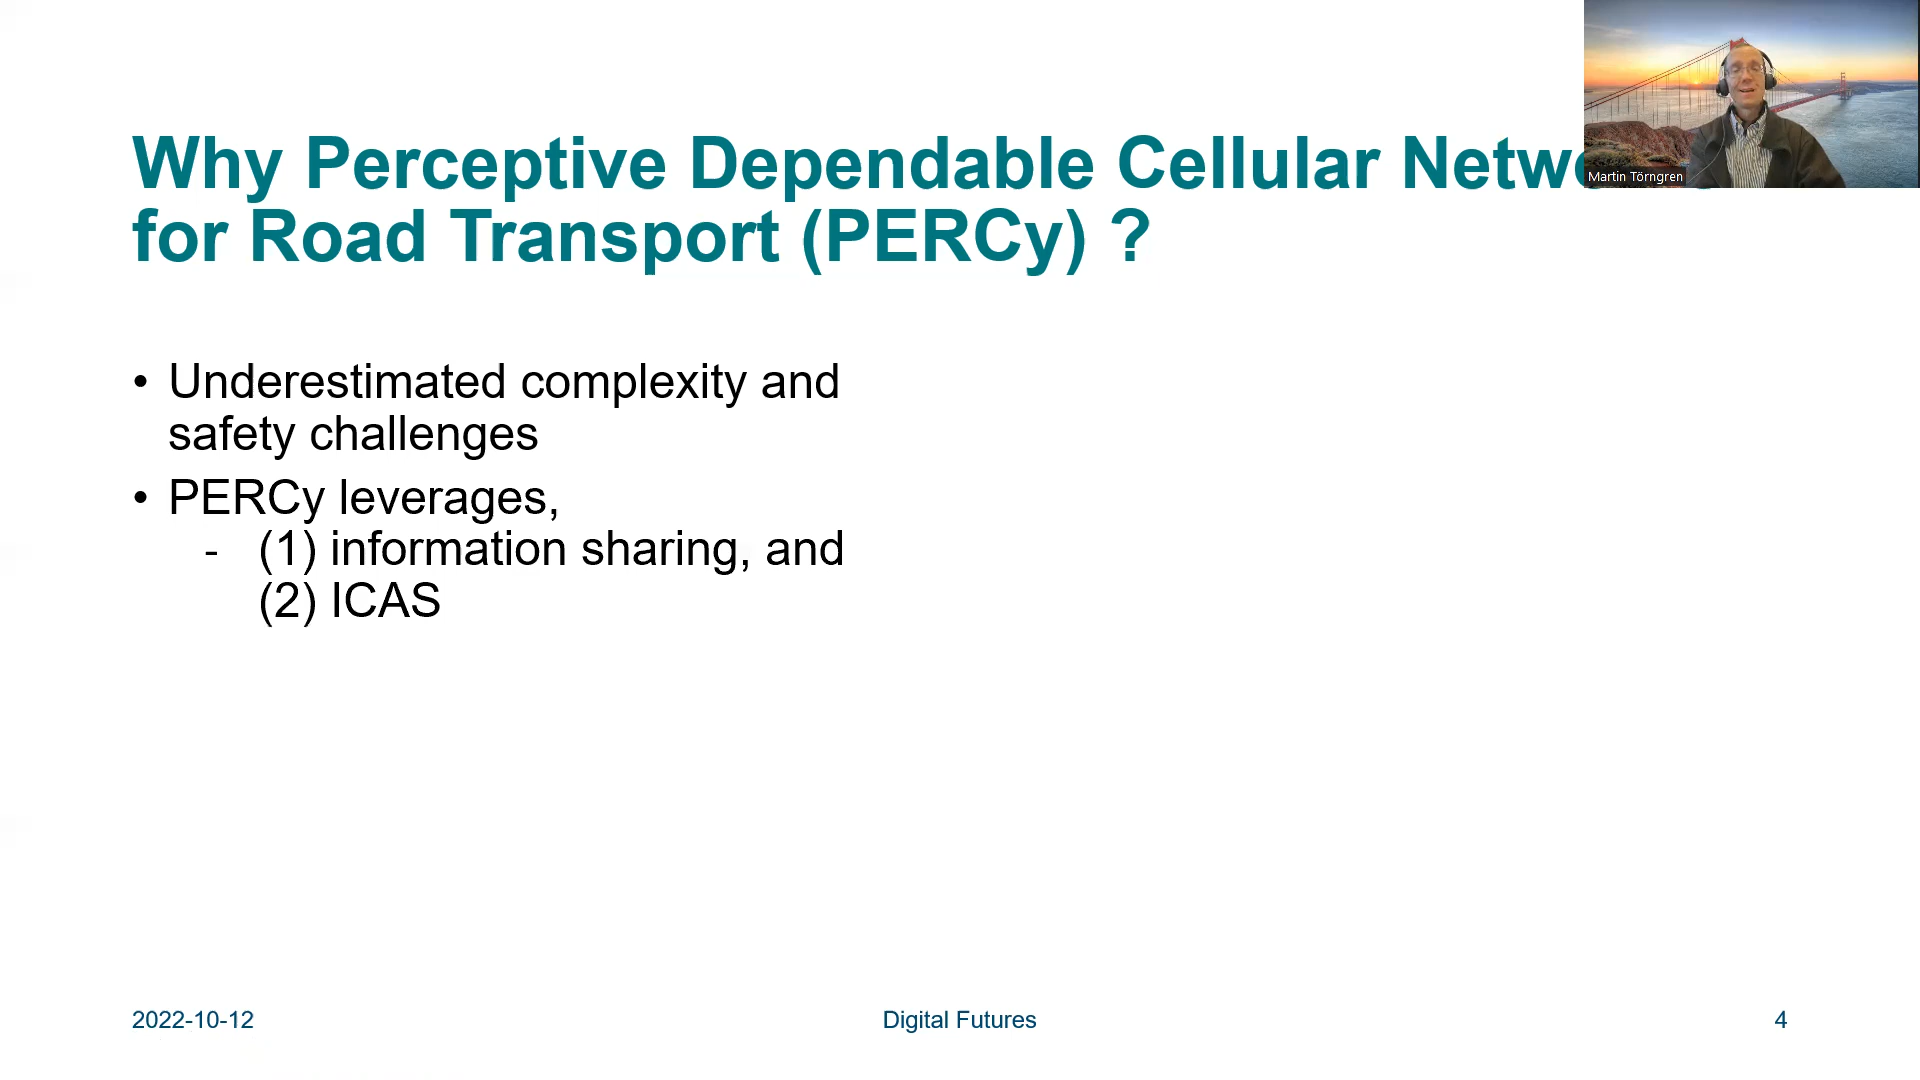 Why Perceptive Dependable Cellular Netw
for Road Transport (PERCy) ?
Martin Törngren
• Underestimated complexity and
safety challenges
• PERCy leverages,
- (1) information sharing, and
(2) ICAS
2022-10-12
Digital Futures
4